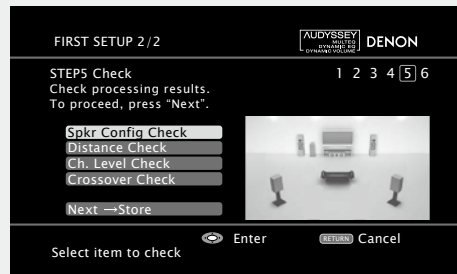 FIRST SETUP 2/2
AUDYSSEY
MULTEQ
DYNAMIC EQ
DYNAMIC VOLUME
DENON
STEP5 Check
1 2 3 4 5 6
Check processing results.
To proceed, press “Next”.
Spkr Config Check
Distance Check
Ch. Level Check
Crossover Check
Next →Store
Enter
RETURN Cancel
Select item to check